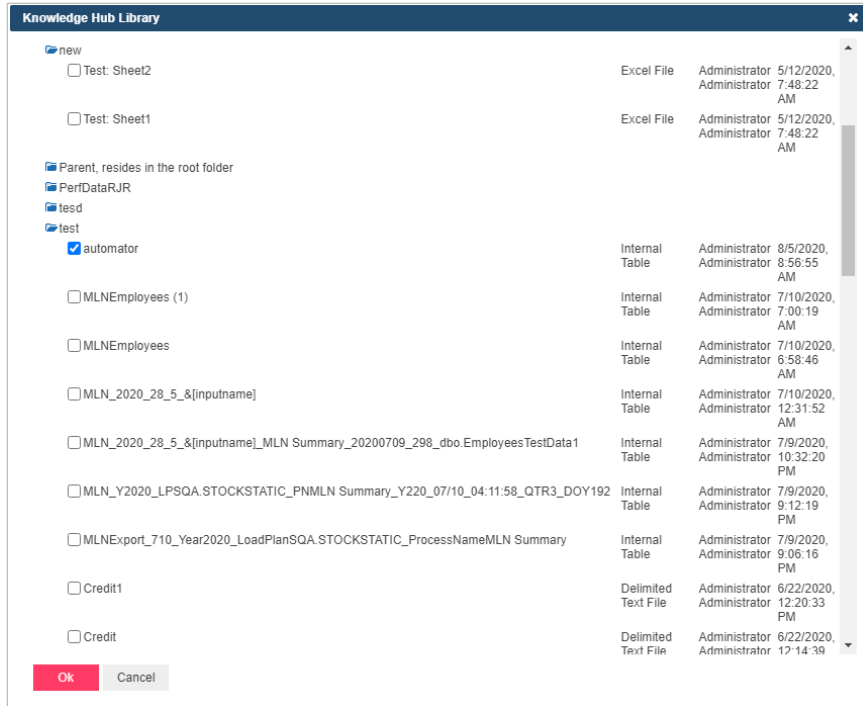 Knowledge Hub Library
new
Test: Sheet2 Excel File Administrator 5/12/2020,
Administrator 7:48:22
AM
Test: Sheet1 Excel File Administrator 5/12/2020,
Administrator 7:48:22
AM
Parent, resides in the root folder
PerfDataRJR
tesd
test
automator Internal Administrator 8/5/2020,
Table Administrator 8:56:55
AM
MLNEmployees (1) Internal Administrator 7/10/2020,
Table Administrator 7:00:19
AM
MLNEmployees Internal Administrator 7/10/2020,
Table Administrator 6:58:46
AM
MLN_2020_28_5_&[inputname] Internal Administrator 7/10/2020,
Table Administrator 12:31:52
AM
MLN_2020_28_5_&[inputname]_MLN Summary_20200709_298_dbo.EmployeesTestData1 Internal Administrator 7/9/2020,
Table Administrator 10:32:20
PM
MLN_Y2020_LPSQA.STOCKSTATIC_PNMLN Summary_Y220_07/10_04:11:58_QTR3_DOY192 Internal Administrator 7/9/2020,
Table Administrator 9:12:19
PM
MLNExport_710_Year2020_LoadPlanSQA.STOCKSTATIC_ProcessNameMLN Summary Internal Administrator 7/9/2020,
Table Administrator 9:06:16
PM
Credit1 Delimited Administrator 6/22/2020,
Text File Administrator 12:20:33
PM
Credit Delimited Administrator 6/22/2020,
Text File Administrator 12:14:39
Ok Cancel